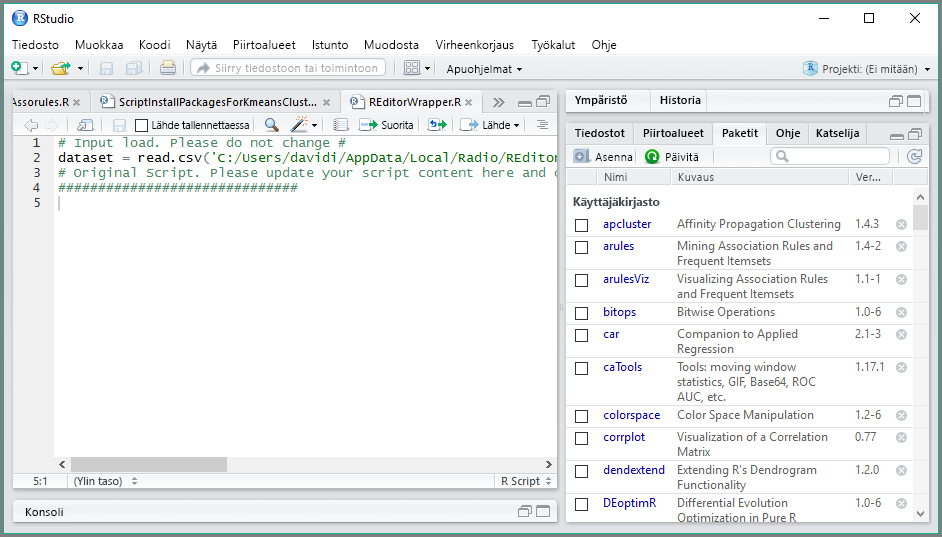 RStudio
Tiedosto Muokkaa Koodi Näytä Piirtoalueet Istunto Muodosta Virheenkorjaus Työkalut Ohje
Siirry tiedostoon tai toimintoon Apuohjelmat Projekti: (Ei mitään)
Assorules.R ScriptInstallPackagesForKmeansClust... REditorWrapper.R
Lähde tallennettaessa Suorita Lähde
1 # Input load. Please do not change #
2 dataset = read.csv('C:/Users/davidi/AppData/Local/Radio/REditor
3 # Original Script. Please update your script content here and
4 ##############################
5
5:1 (Ylin taso) R Script
Konsoli
Ympäristö Historia
Tiedostot Piirtoalueet Paketit Ohje Katselija
Asenna Päivitä
Nimi Kuvaus Ver...
Käyttäjäkirjasto
apcluster Affinity Propagation Clustering 1.4.3
arules Mining Association Rules and 1.4-2
Frequent Itemsets
arulesViz Visualizing Association Rules 1.1-1
and Frequent Itemsets
bitops Bitwise Operations 1.0-6
car Companion to Applied 2.1-3
Regression
caTools Tools: moving window 1.17.1
statistics, GIF, Base64, ROC
AUC, etc.
colorspace Color Space Manipulation 1.2-6
corrplot Visualization of a Correlation 0.77
Matrix
dendextend Extending R's Dendrogram 1.2.0
Functionality
DEoptimR Differential Evolution 1.0-6
Optimization in Pure R